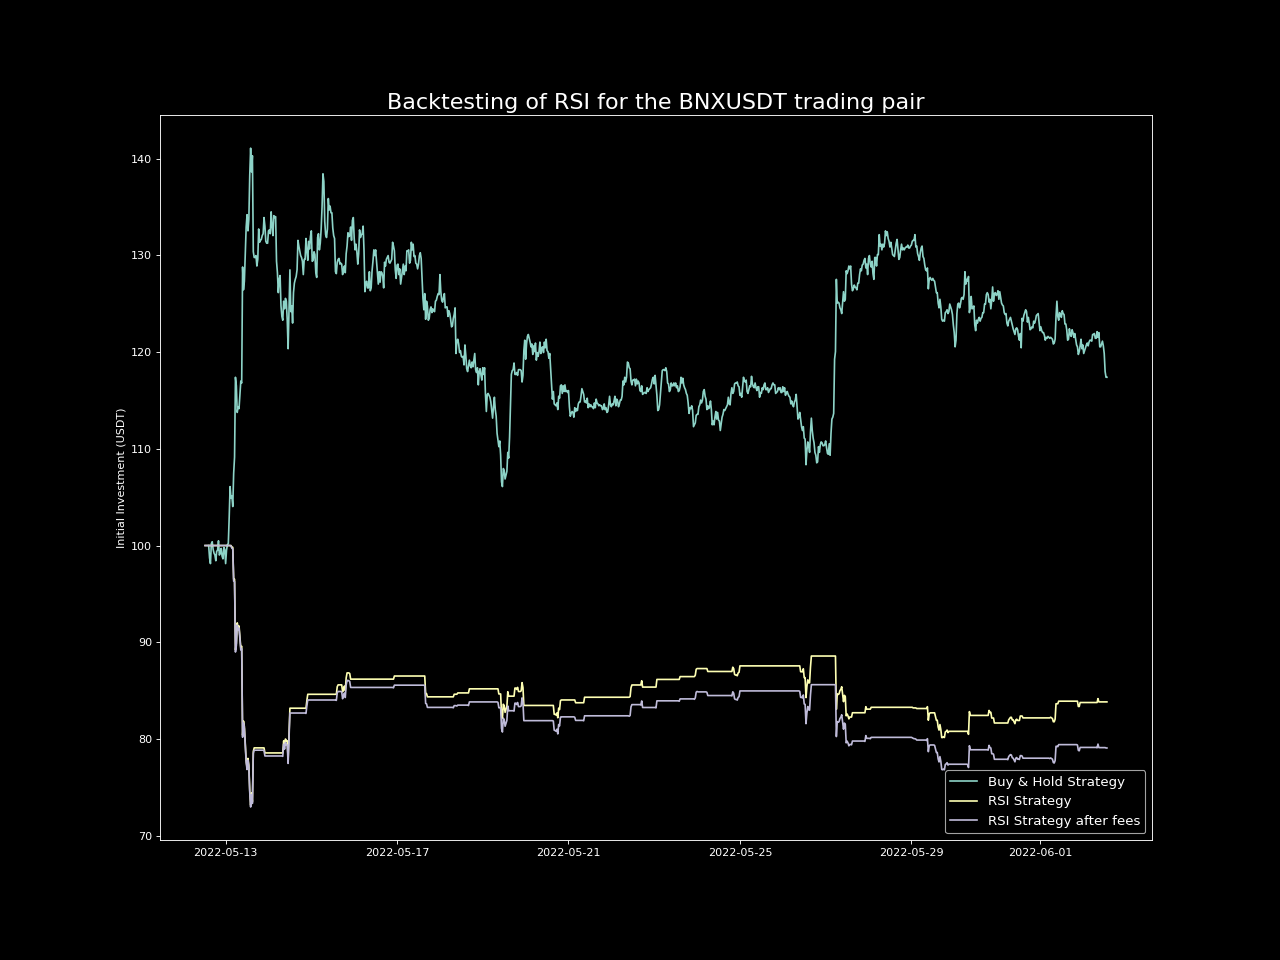 Backtesting of RSI for the BNXUSDT trading pair
140
130
120
110
100
90
80
70
Initial Investment (USDT)
2022-05-13
2022-05-17
2022-05-21
2022-05-25
2022-05-29
2022-06-01
Buy & Hold Strategy
RSI Strategy
RSI Strategy after fees